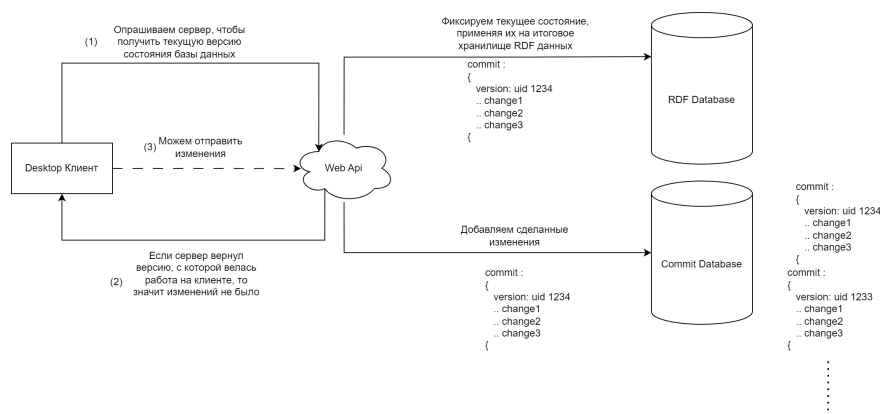 (1)
Опрашиваем сервер, чтобы
получить текущую версию
состояния базы данных
Фиксируем текущее состояние,
применяя их на итоговое
хранилище RDF данных
commit :
{
version: uid 1234
.. change1
.. change2
.. change3
{
RDF Database
Desktop Клиент
(3)
Можем отправить
изменения
Web Api
(2)
Если сервер вернул
версию, с которой велась
работа на клиенте, то
значит изменений не было
Добавляем сделанные
изменения
commit :
{
version: uid 1234
.. change1
.. change2
.. change3
{
Commit Database
commit :
{
version: uid 1234
.. change1
.. change2
.. change3
{
commit :
{
version: uid 1233
.. change1
.. change2
.. change3
{